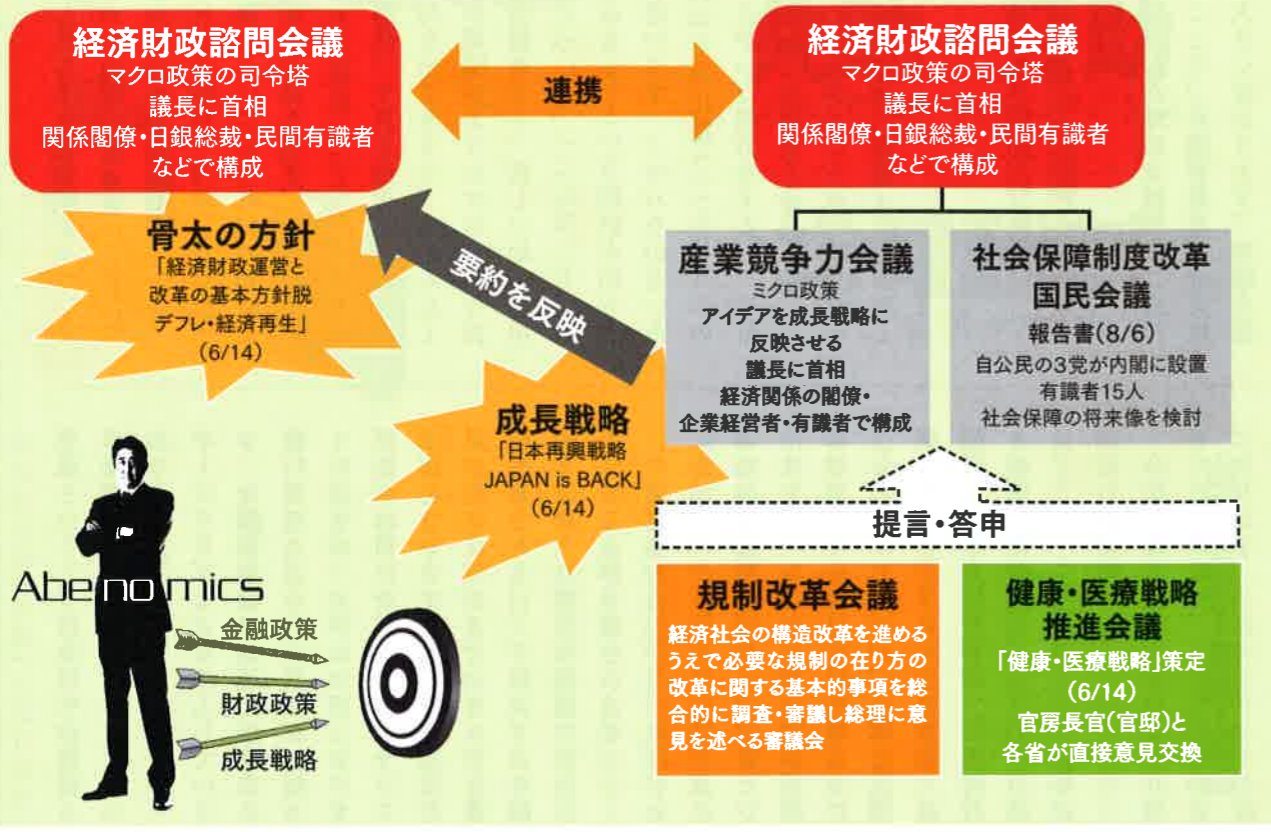 経済財政諮問会議
マクロ政策の司令塔
議長に首相
関係閣僚・日銀総裁・民間有識者
などで構成
連携
経済財政諮問会議
マクロ政策の司令塔
議長に首相
関係閣僚・日銀総裁・民間有識者
などで構成
骨太の方針
「経済財政運営と
改革の基本方針脱
デフレ・経済再生」
(6/14)
要約を反映
成長戦略
「日本再興戦略
JAPAN is BACK」
(6/14)
産業競争力会議
ミクロ政策
アイデアを成長戦略に
反映させる
議長に首相
経済関係の閣僚・
企業経営者・有識者で構成
社会保障制度改革
国民会議
報告書(8/6)
自公民の3党が内閣に設置
有識者15人
社会保障の将来像を検討
提言・答申
規制改革会議
経済社会の構造改革を進める
うえで必要な規制の在り方の
改革に関する基本的事項を総
合的に調査・審議し総理に意
見を述べる審議会
健康・医療戦略
推進会議
「健康・医療戦略」策定
(6/14)
官房長官(官邸)と
各省が直接意見交換
Abenomics
金融政策
財政政策
成長戦略